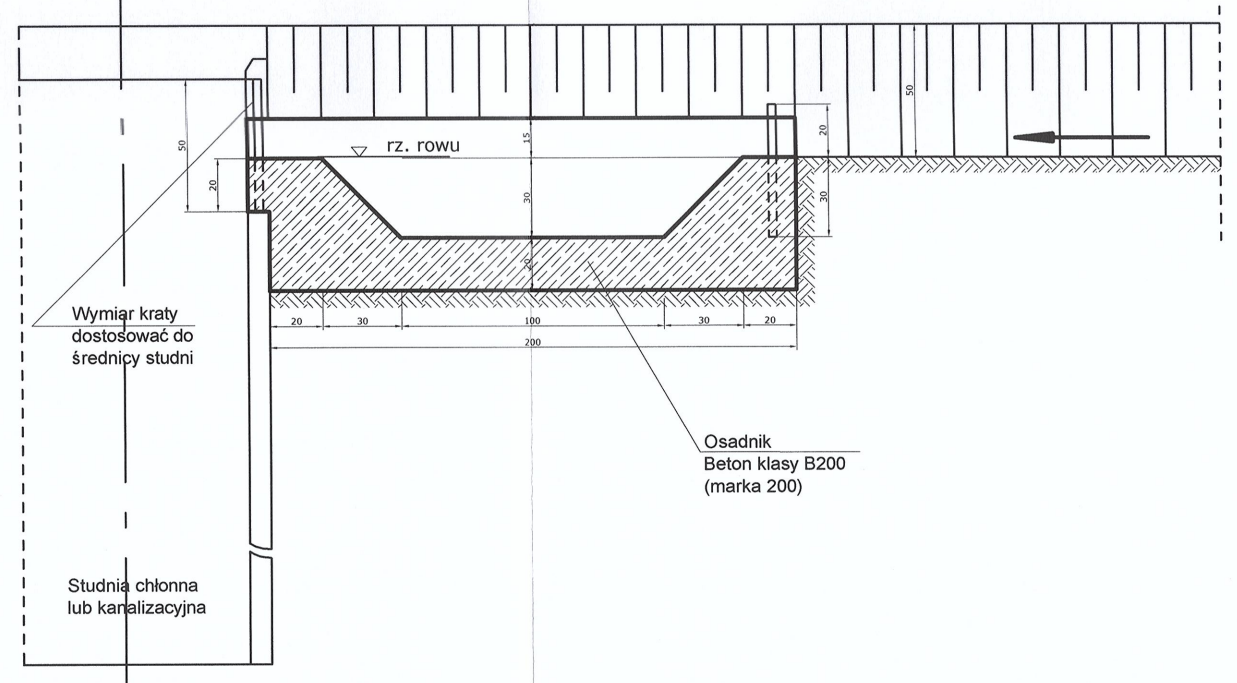 50
50
20
15
rz. rowu
20
30
30
20
20
30
100
30
20
200
Wymiar kraty
dostosować do
średnicy studni
Osadnik
Beton klasy B200
(marka 200)
Studnia chłonna
lub kanalizacyjna